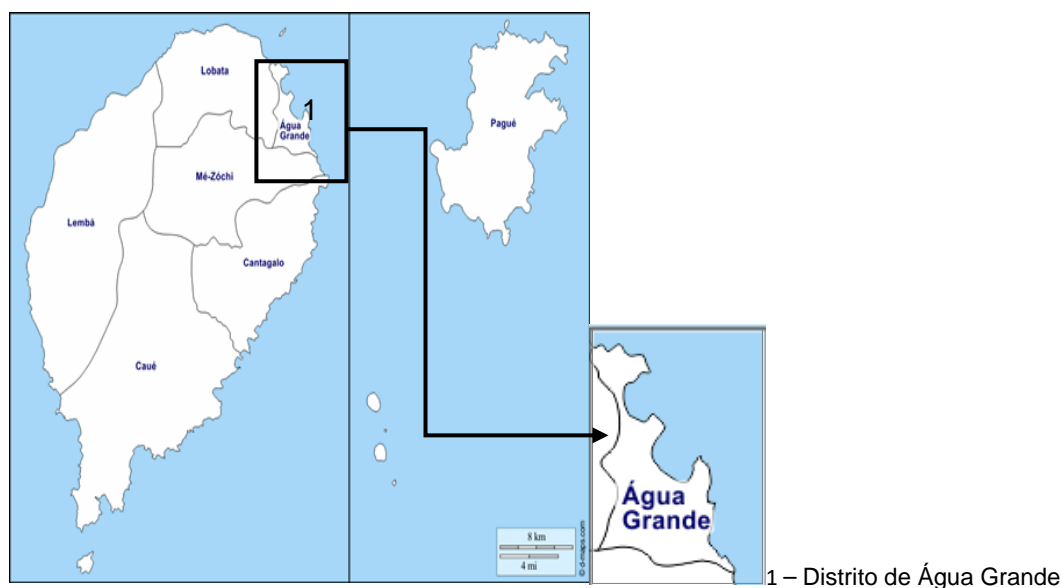 Lobata
1
Água
Grande
Pagué
Mé-Zóchi
Lembá
Cantagalo
Caué
8 km
4 mi
© d-maps.com
Água
Grande
1 – Distrito de Água Grande